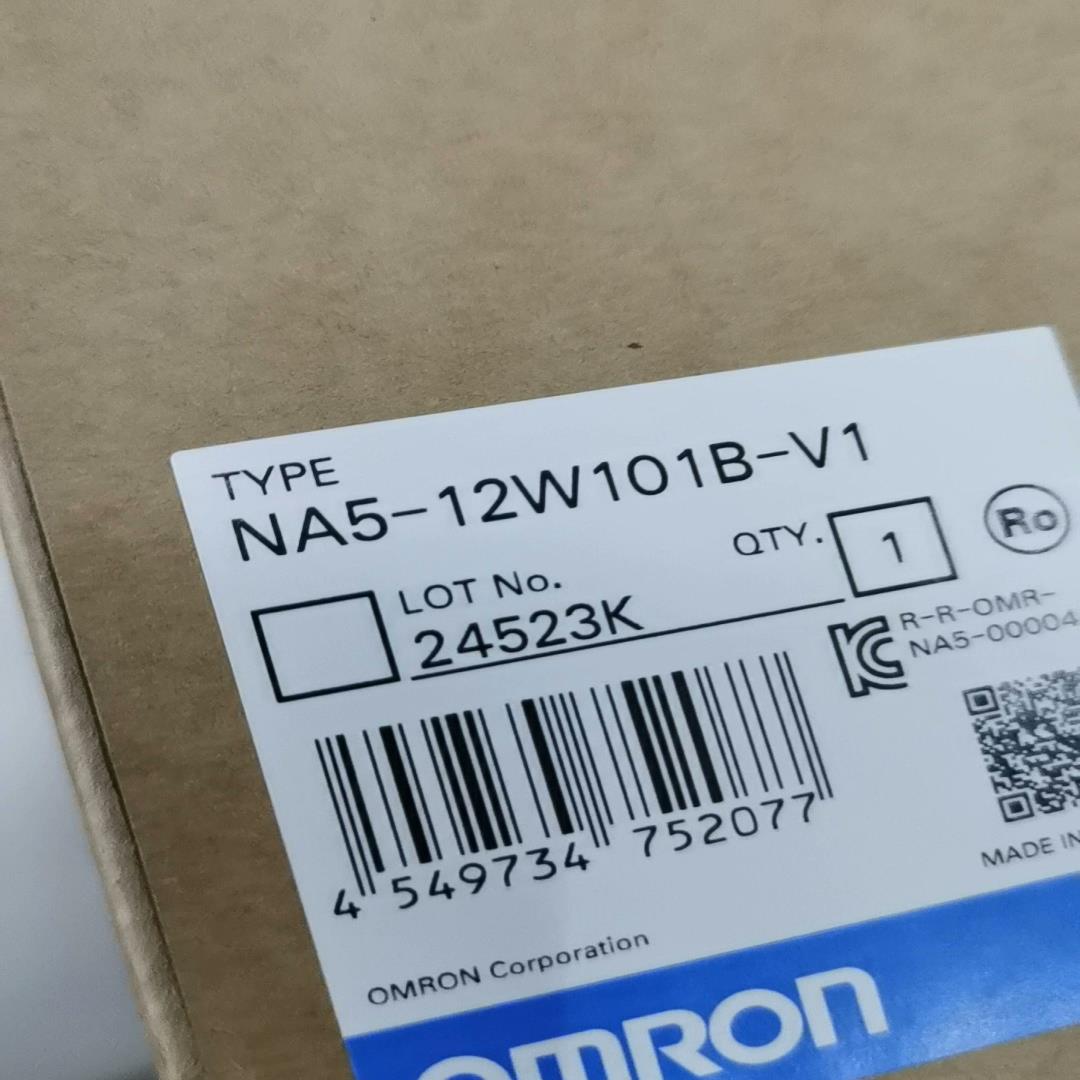 TYPE
NA5-12W101B-V1
QTY. 1
Ro
LOT No.
24523K
R-R-OMR-
NA5-00004
4 549734 752077
MADE IN
OMRON Corporation
OMRON